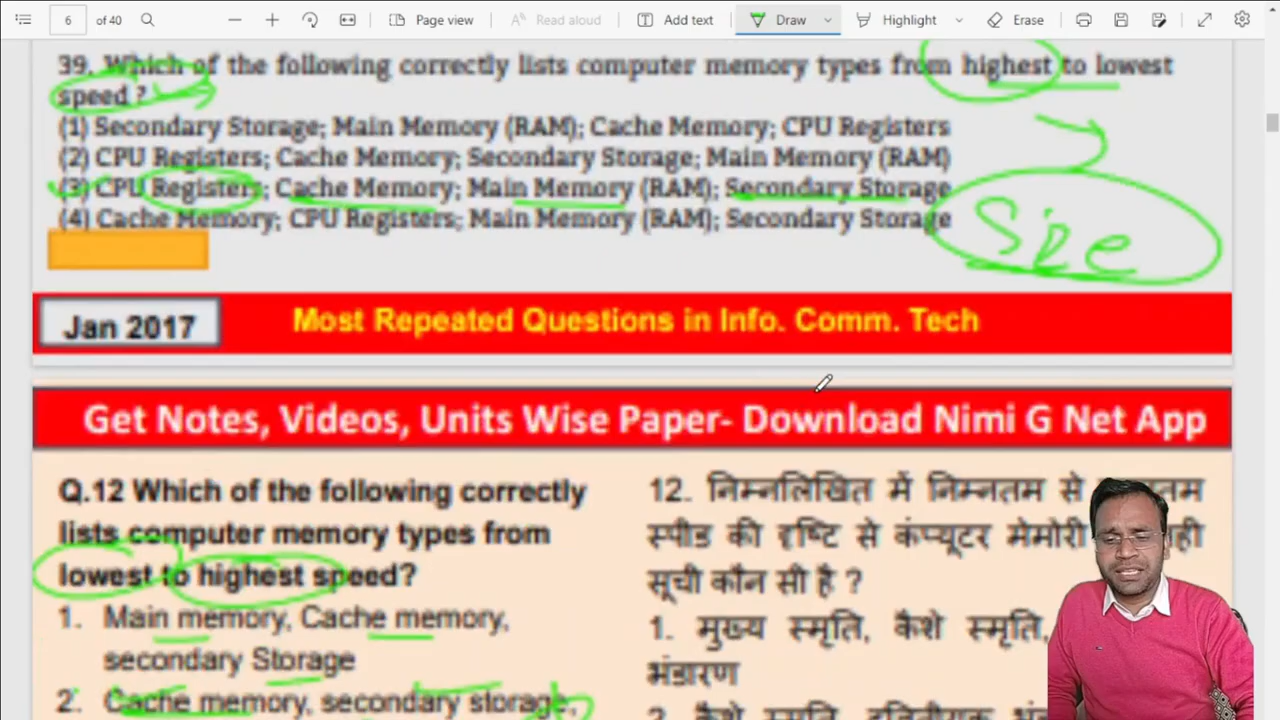 6 of 40 Page view Read aloud Add text Draw Highlight Erase
39. Which of the following correctly lists computer memory types from highest to lowest
speed ?
(1) Secondary Storage; Main Memory (RAM); Cache Memory; CPU Registers
(2) CPU Registers; Cache Memory; Secondary Storage; Main Memory (RAM)
(3) CPU Registers; Cache Memory; Main Memory (RAM); Secondary Storage
(4) Cache Memory; CPU Registers; Main Memory (RAM); Secondary Storage
Size
Jan 2017 Most Repeated Questions in Info. Comm. Tech
Get Notes, Videos, Units Wise Paper- Download Nimi G Net App
Q.12 Which of the following correctly
lists computer memory types from
lowest to highest speed?
1. Main memory, Cache memory,
secondary Storage
2. Cache memory, secondary storage,
12. निम्नलिखित में निम्नतम से
स्पीड की दृष्टि से कंप्यूटर मेमोरी
सूची कौन सी है ?
1. मुख्य स्मृति, कैशे स्मृति,
भंडारण
2. कैशे स्मृति,